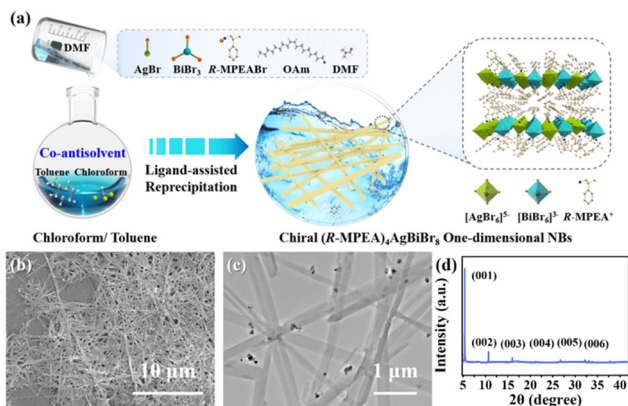 (a)
DMF
AgBr BiBr₃ R-MPEABr OAm DMF
Co-antisolvent
Toluene Chloroform
Ligand-assisted
Reprecipitation
[AgBr₆]⁵⁻ [BiBr₆]³⁻ R-MPEA⁺
Chloroform/ Toluene
Chiral (R-MPEA)₄AgBiBr₈ One-dimensional NBs
(b)
10 μm
(c)
1 μm
(d)
Intensity (a.u.)
(001)
(002) (003) (004) (005) (006)
5 10 15 20 25 30 35 40
2θ (degree)